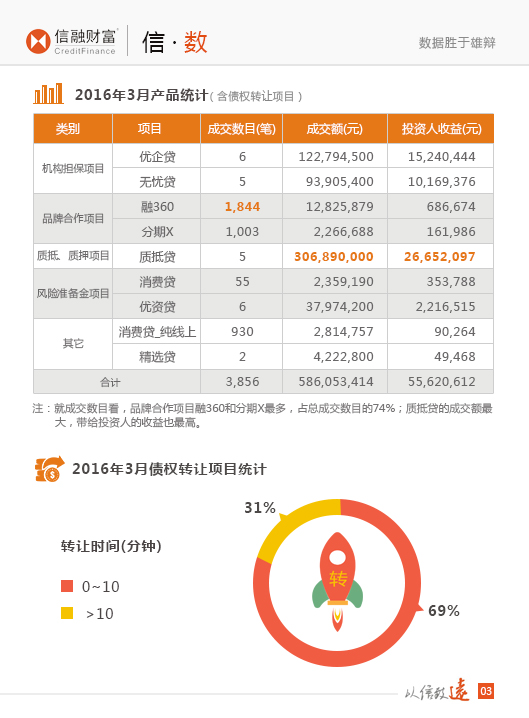 信融财富
CreditFinance
信·数
数据胜于雄辩
2016年3月产品统计(含债权转让项目)
类别 项目 成交数目(笔) 成交额(元) 投资人收益(元)
机构担保项目 优企贷 6 122,794,500 15,240,444
无忧贷 5 93,905,400 10,169,376
品牌合作项目 融360 1,844 12,825,879 686,674
分期X 1,003 2,266,688 161,986
质抵、质押项目 质抵贷 5 306,890,000 26,652,097
风险准备金项目 消费贷 55 2,359,190 353,788
优资贷 6 37,974,200 2,216,515
其它 消费贷_纯线上 930 2,814,757 90,264
精选贷 2 4,222,800 49,468
合计 3,856 586,053,414 55,620,612
注：就成交数目看，品牌合作项目融360和分期X最多，占总成交数目的74%；质抵贷的成交额最
大，带给投资人的收益也最高。
2016年3月债权转让项目统计
转让时间(分钟)
0~10
>10
31%
转
69%
以信致远
03